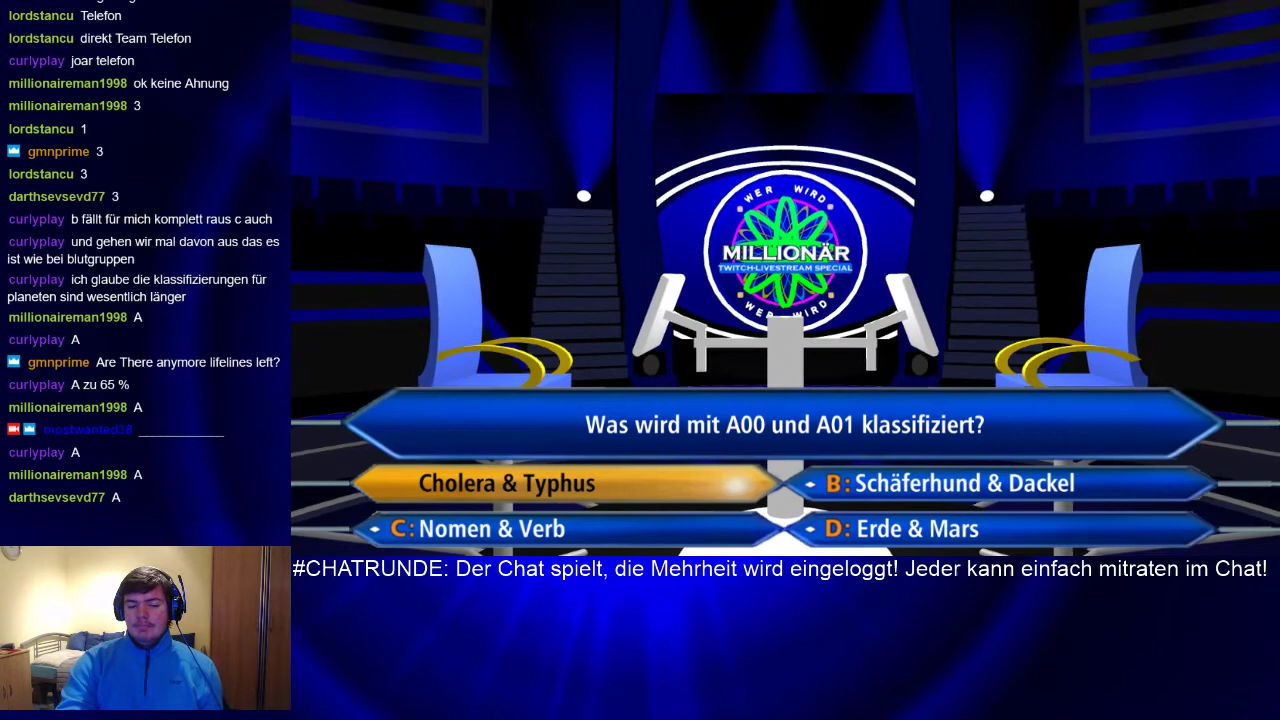 lordstancu Telefon
lordstancu direkt Team Telefon
curlyplay joar telefon
millionaireman1998 ok keine Ahnung
millionaireman1998 3
lordstancu 1
gmnprime 3
lordstancu 3
darthsevsevd77 3
curlyplay b fällt für mich komplett raus c auch
curlyplay und gehen wir mal davon aus das es
ist wie bei blutgruppen
curlyplay ich glaube die klassifizierungen für
planeten sind wesentlich länger
millionaireman1998 A
curlyplay A
gmnprime Are There anymore lifelines left?
curlyplay A zu 65 %
millionaireman1998 A
mostwanted38 _______________
curlyplay A
millionaireman1998 A
darthsevsevd77 A
WER WIRD
MILLIONÄR
TWITCH-LIVESTREAM SPECIAL
WER WIRD
Was wird mit A00 und A01 klassifiziert?
Cholera & Typhus
B: Schäferhund & Dackel
C: Nomen & Verb
D: Erde & Mars
#CHATRUNDE: Der Chat spielt, die Mehrheit wird eingeloggt! Jeder kann einfach mitraten im Chat!